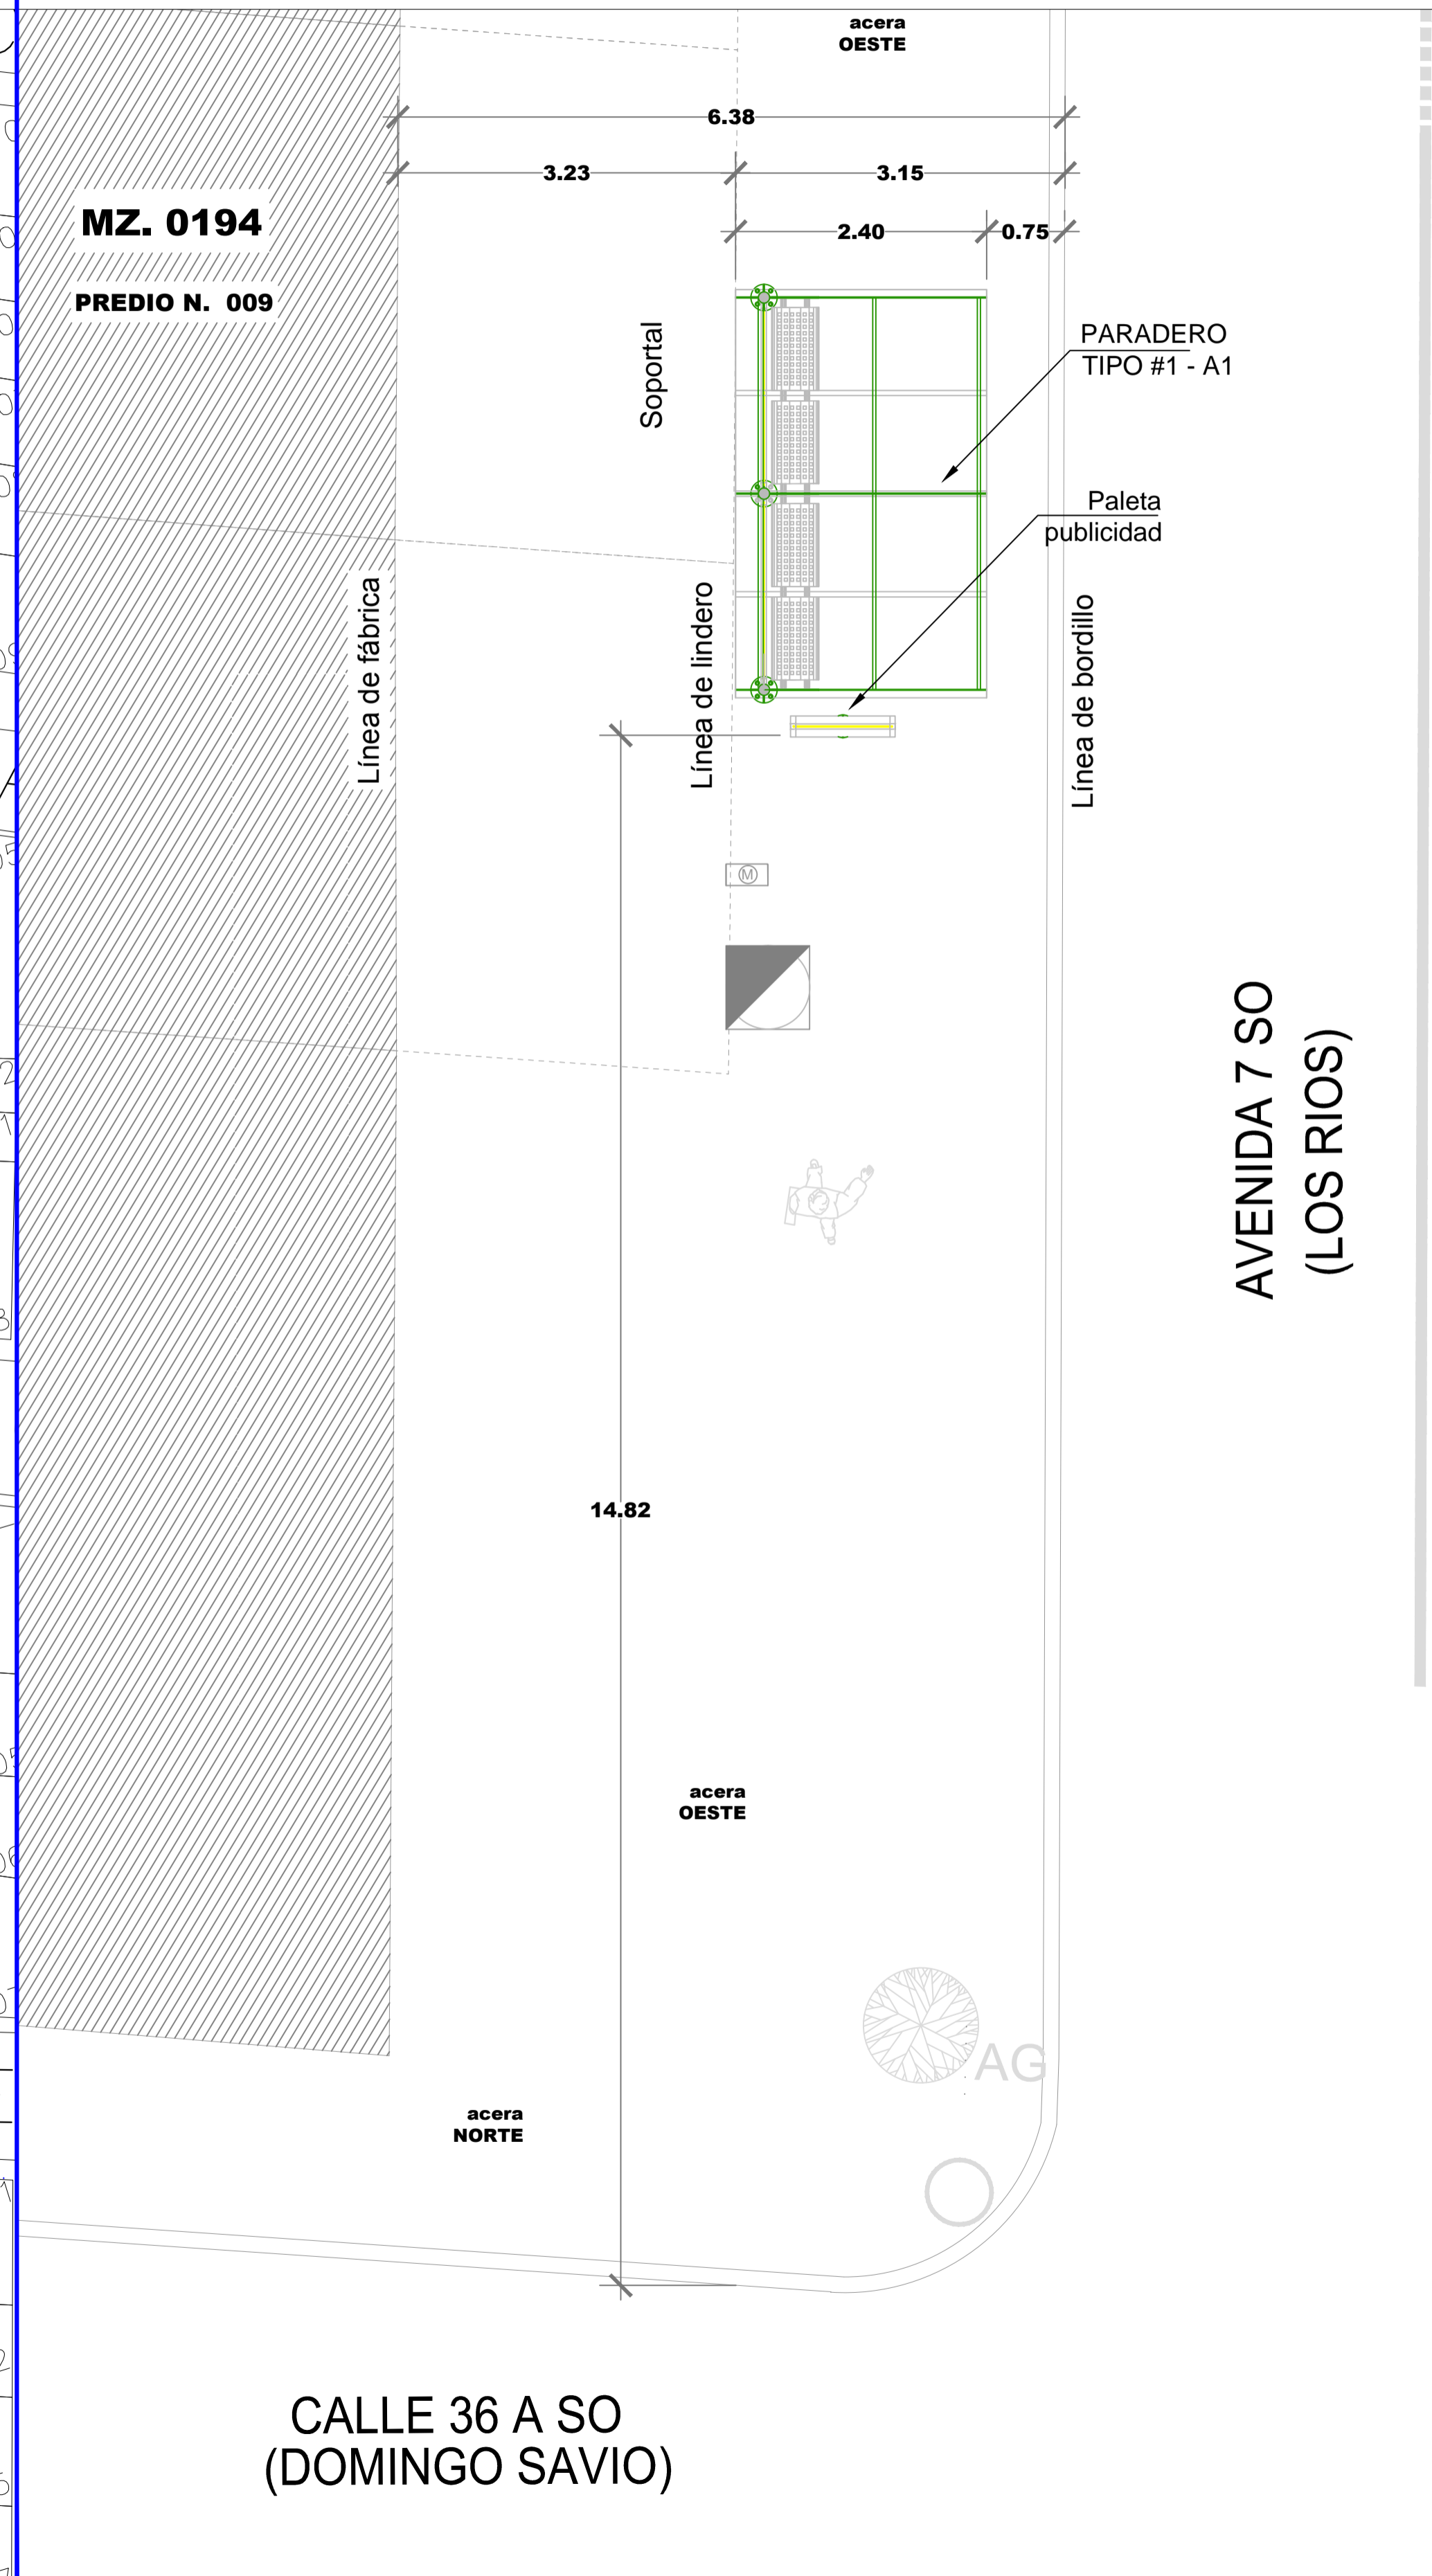 acera
OESTE
6.38
3.23
3.15
2.40
0.75
MZ. 0194
PREDIO N. 009
Soportal
PARADERO
TIPO #1 - A1
Paleta
publicidad
Línea de fábrica
Línea de lindero
Línea de bordillo
M
AVENIDA 7 SO
(LOS RIOS)
14.82
acera
OESTE
AG
acera
NORTE
CALLE 36 A SO
(DOMINGO SAVIO)